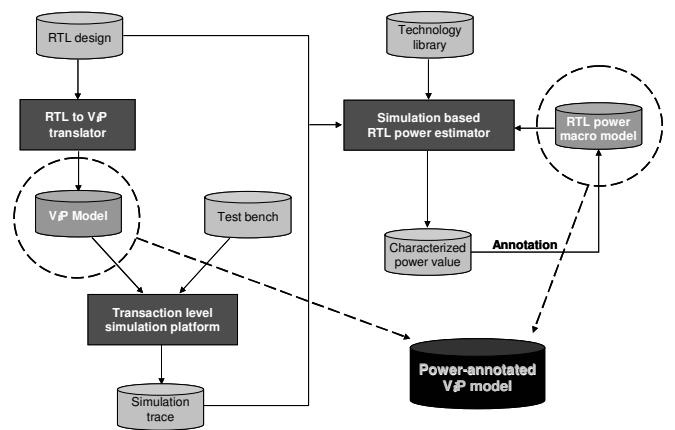 RTL design
Technology
library
RTL to ViP
translator
Simulation based
RTL power estimator
RTL power
macro model
ViP Model
Test bench
Characterized
power value
Annotation
Transaction level
simulation platform
Power-annotated
ViP model
Simulation
trace